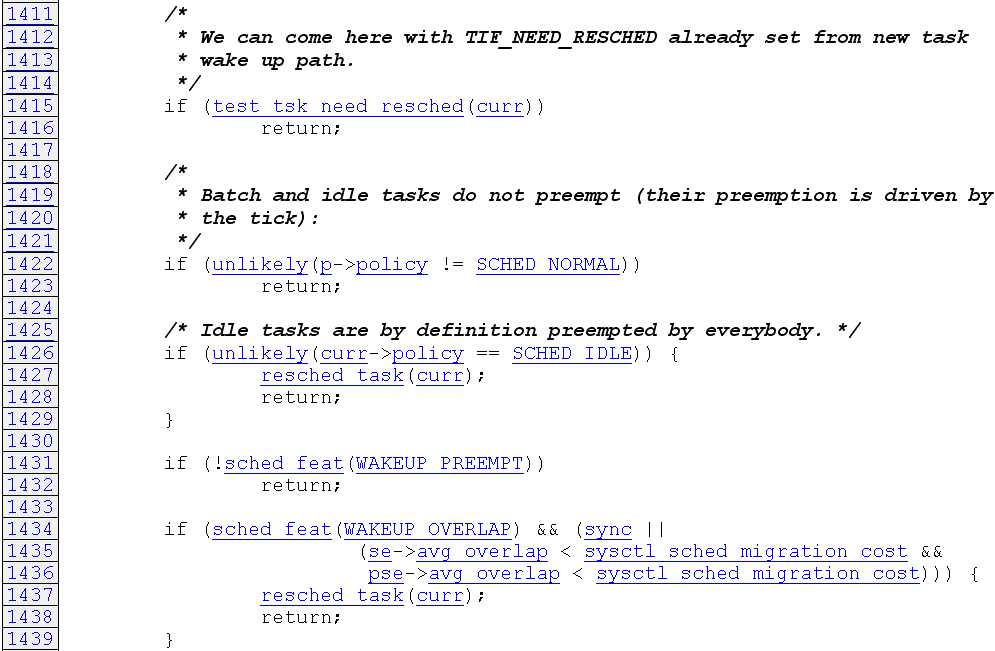 1411 /*
1412 * We can come here with TIF_NEED_RESCHED already set from new task
1413 * wake up path.
1414 */
1415 if (test_tsk_need_resched(curr))
1416 return;
1417
1418 /*
1419 * Batch and idle tasks do not preempt (their preemption is driven by
1420 * the tick):
1421 */
1422 if (unlikely(p->policy != SCHED_NORMAL))
1423 return;
1424
1425 /* Idle tasks are by definition preempted by everybody. */
1426 if (unlikely(curr->policy == SCHED_IDLE)) {
1427 resched_task(curr);
1428 return;
1429 }
1430
1431 if (!sched_feat(WAKEUP_PREEMPT))
1432 return;
1433
1434 if (sched_feat(WAKEUP_OVERLAP) && (sync ||
1435 (se->avg_overlap < sysctl_sched_migration_cost &&
1436 pse->avg_overlap < sysctl_sched_migration_cost))) {
1437 resched_task(curr);
1438 return;
1439 }